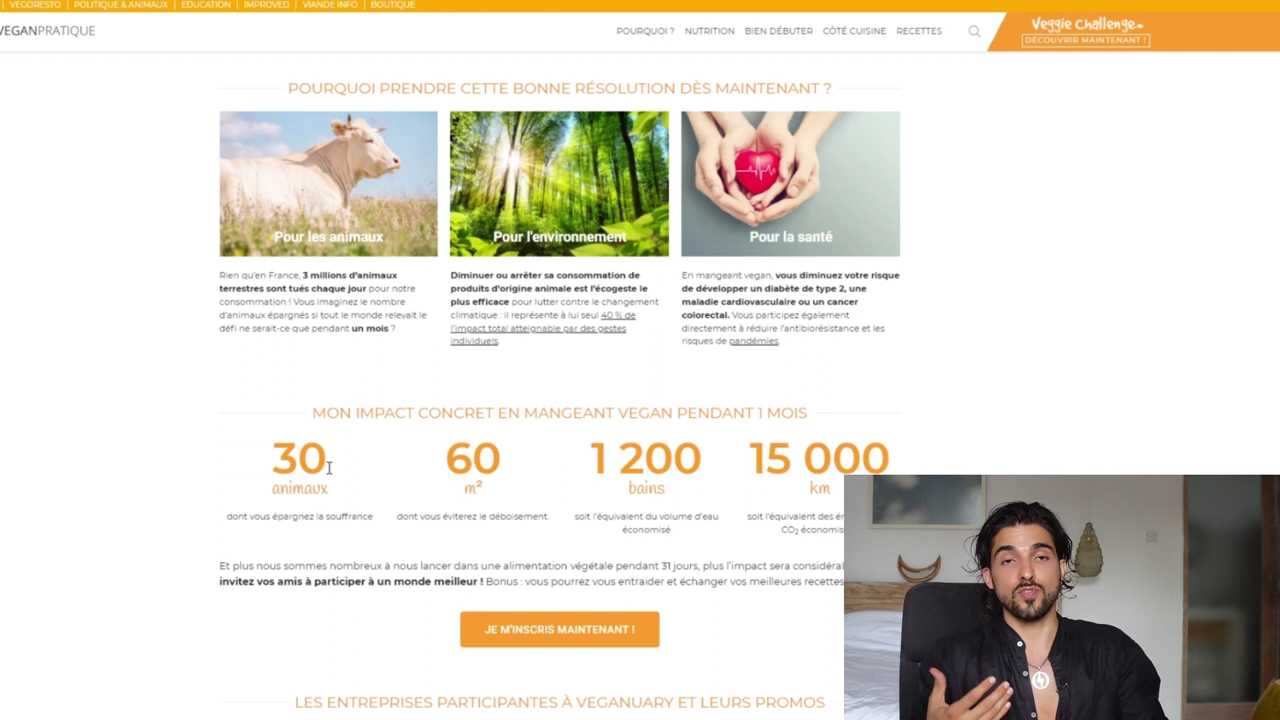 VEGORESTO | POLITIQUE & ANIMAUX | EDUCATION | IMPROVED | VIANDE INFO | BOUTIQUE
VEGANPRATIQUE
POURQUOI ? NUTRITION BIEN DÉBUTER CÔTÉ CUISINE RECETTES
Veggie Challenge
DÉCOUVRIR MAINTENANT !
POURQUOI PRENDRE CETTE BONNE RÉSOLUTION DÈS MAINTENANT ?
Pour les animaux
Rien qu'en France, 3 millions d'animaux
terrestres sont tués chaque jour pour notre
consommation ! Vous imaginez le nombre
d'animaux épargnés si tout le monde relevait le
défi ne serait-ce que pendant un mois ?
Pour l'environnement
Diminuer ou arrêter sa consommation de
produits d'origine animale est l'écogeste le
plus efficace pour lutter contre le changement
climatique : il représente à lui seul 40 % de
l'impact total atteignable par des gestes
individuels.
Pour la santé
En mangeant vegan, vous diminuez votre risque
de développer un diabète de type 2, une
maladie cardiovasculaire ou un cancer
colorectal. Vous participez également
directement à réduire l'antibiorésistance et les
risques de pandémies.
MON IMPACT CONCRET EN MANGEANT VEGAN PENDANT 1 MOIS
30
animaux
dont vous épargnez la souffrance
60
m²
dont vous éviterez le déboisement.
1 200
bains
soit l'équivalent du volume d'eau
économisé
15 000
km
soit l'équivalent des
CO₂
Et plus nous sommes nombreux à nous lancer dans une alimentation végétale pendant 31 jours, plus l'impact sera
invitez vos amis à participer à un monde meilleur ! Bonus : vous pourrez vous entraider et échanger vos meilleures recettes
JE M'INSCRIS MAINTENANT !
LES ENTREPRISES PARTICIPANTES À VEGANUARY ET LEURS PROMOS